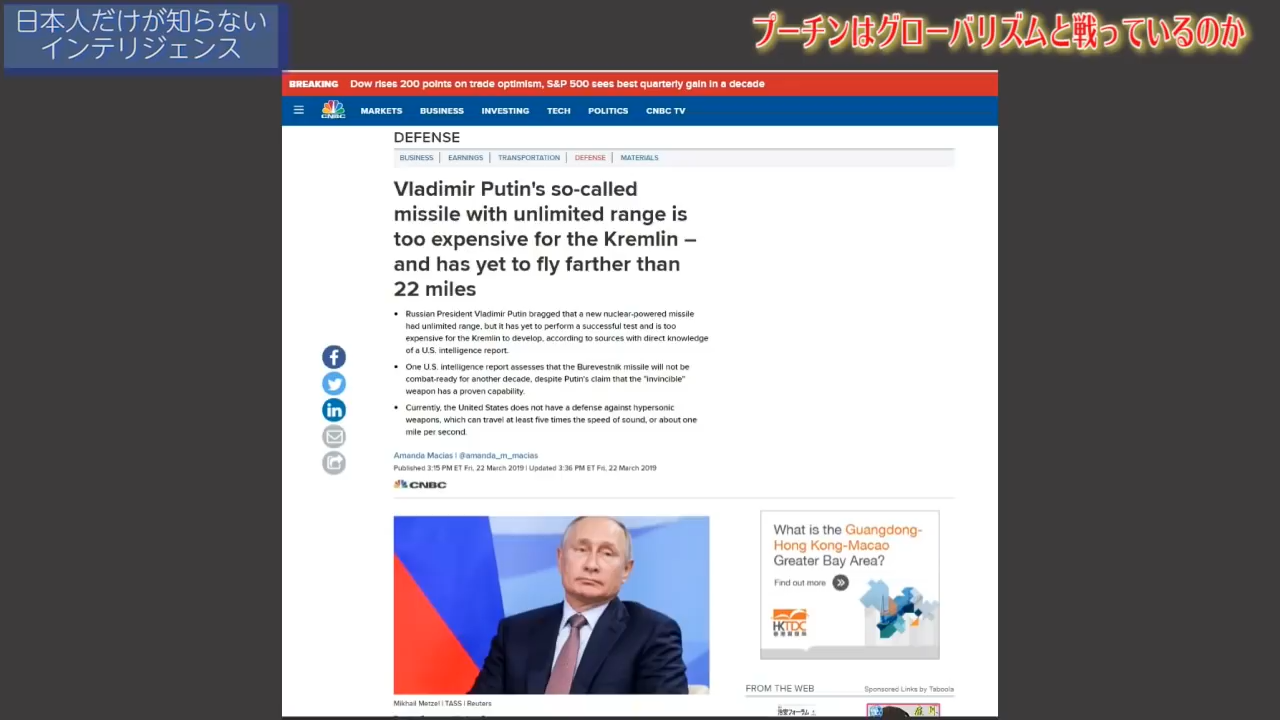 日本人だけが知らない
インテリジェンス
プーチンはグローバリズムと戦っているのか
BREAKING Dow rises 200 points on trade optimism, S&P 500 sees best quarterly gain in a decade
CNBC MARKETS BUSINESS INVESTING TECH POLITICS CNBC TV
DEFENSE
BUSINESS EARNINGS TRANSPORTATION DEFENSE MATERIALS
Vladimir Putin's so-called
missile with unlimited range is
too expensive for the Kremlin –
and has yet to fly farther than
22 miles
• Russian President Vladimir Putin bragged that a new nuclear-powered missile
had unlimited range, but it has yet to perform a successful test and is too
expensive for the Kremlin to develop, according to sources with direct knowledge
of a U.S. intelligence report.
• One U.S. intelligence report assesses that the Burevestnik missile will not be
combat-ready for another decade, despite Putin's claim that the "invincible"
weapon has a proven capability.
• Currently, the United States does not have a defense against hypersonic
weapons, which can travel at least five times the speed of sound, or about one
mile per second.
Amanda Macias | @amanda_m_macias
Published 3:15 PM ET Fri, 22 March 2019 | Updated 3:36 PM ET Fri, 22 March 2019
CNBC
What is the Guangdong-
Hong Kong-Macao
Greater Bay Area?
Find out more
HKTDC
Mikhail Metzel | TASS | Reuters
FROM THE WEB Sponsored Links by Taboola